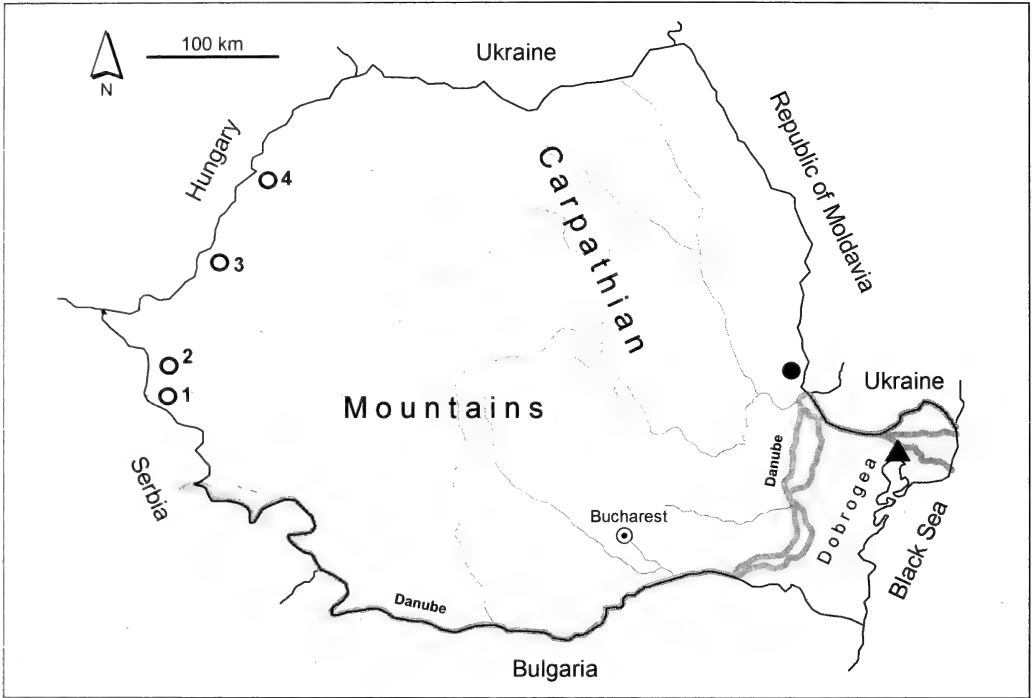 100 km
N
Ukraine
Hungary
Republic of Moldavia
Carpathian
4
3
2
1
Mountains
Ukraine
Serbia
Danube
Dobrogea
Black Sea
Bucharest
Danube
Bulgaria